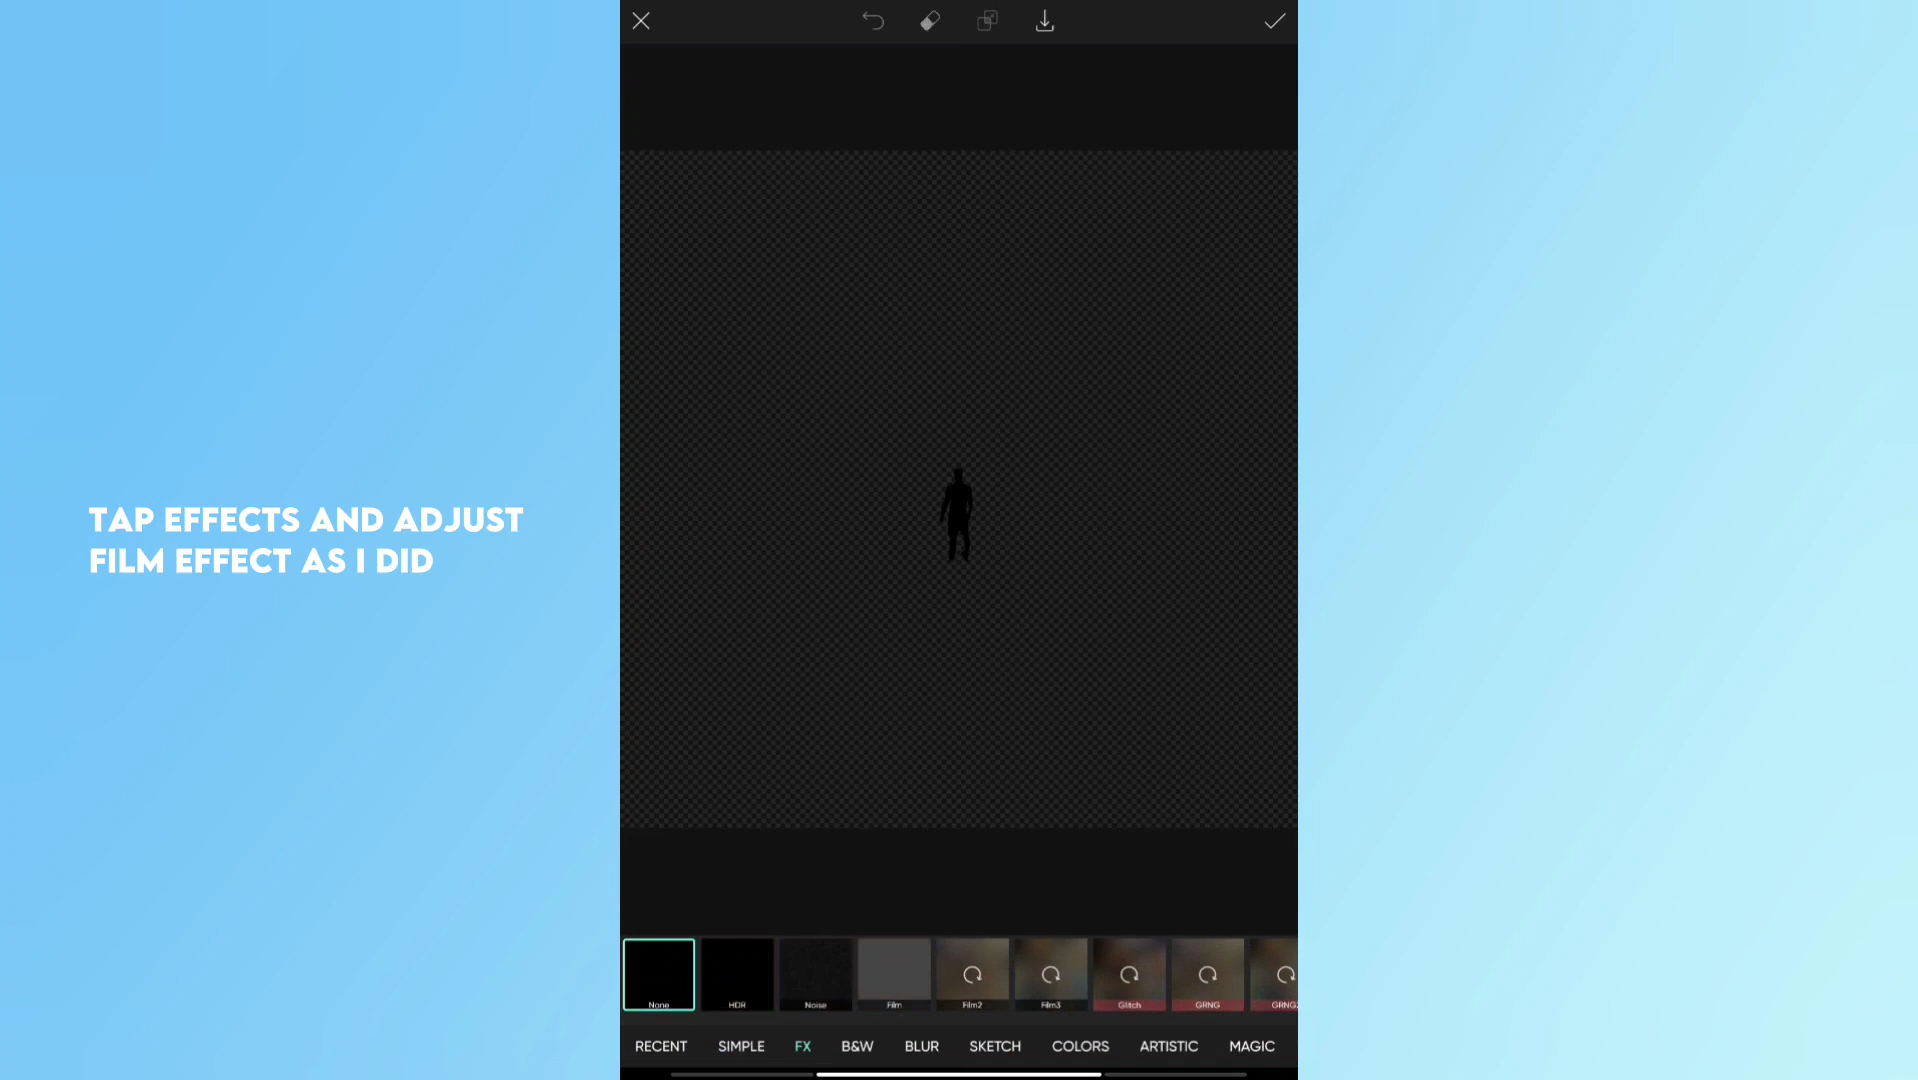 TAP EFFECTS AND ADJUST
FILM EFFECT AS I DID
None HDR Noise Film Film2 Film3 Glitch GRNG GRNG2
RECENT SIMPLE FX B&W BLUR SKETCH COLORS ARTISTIC MAGIC